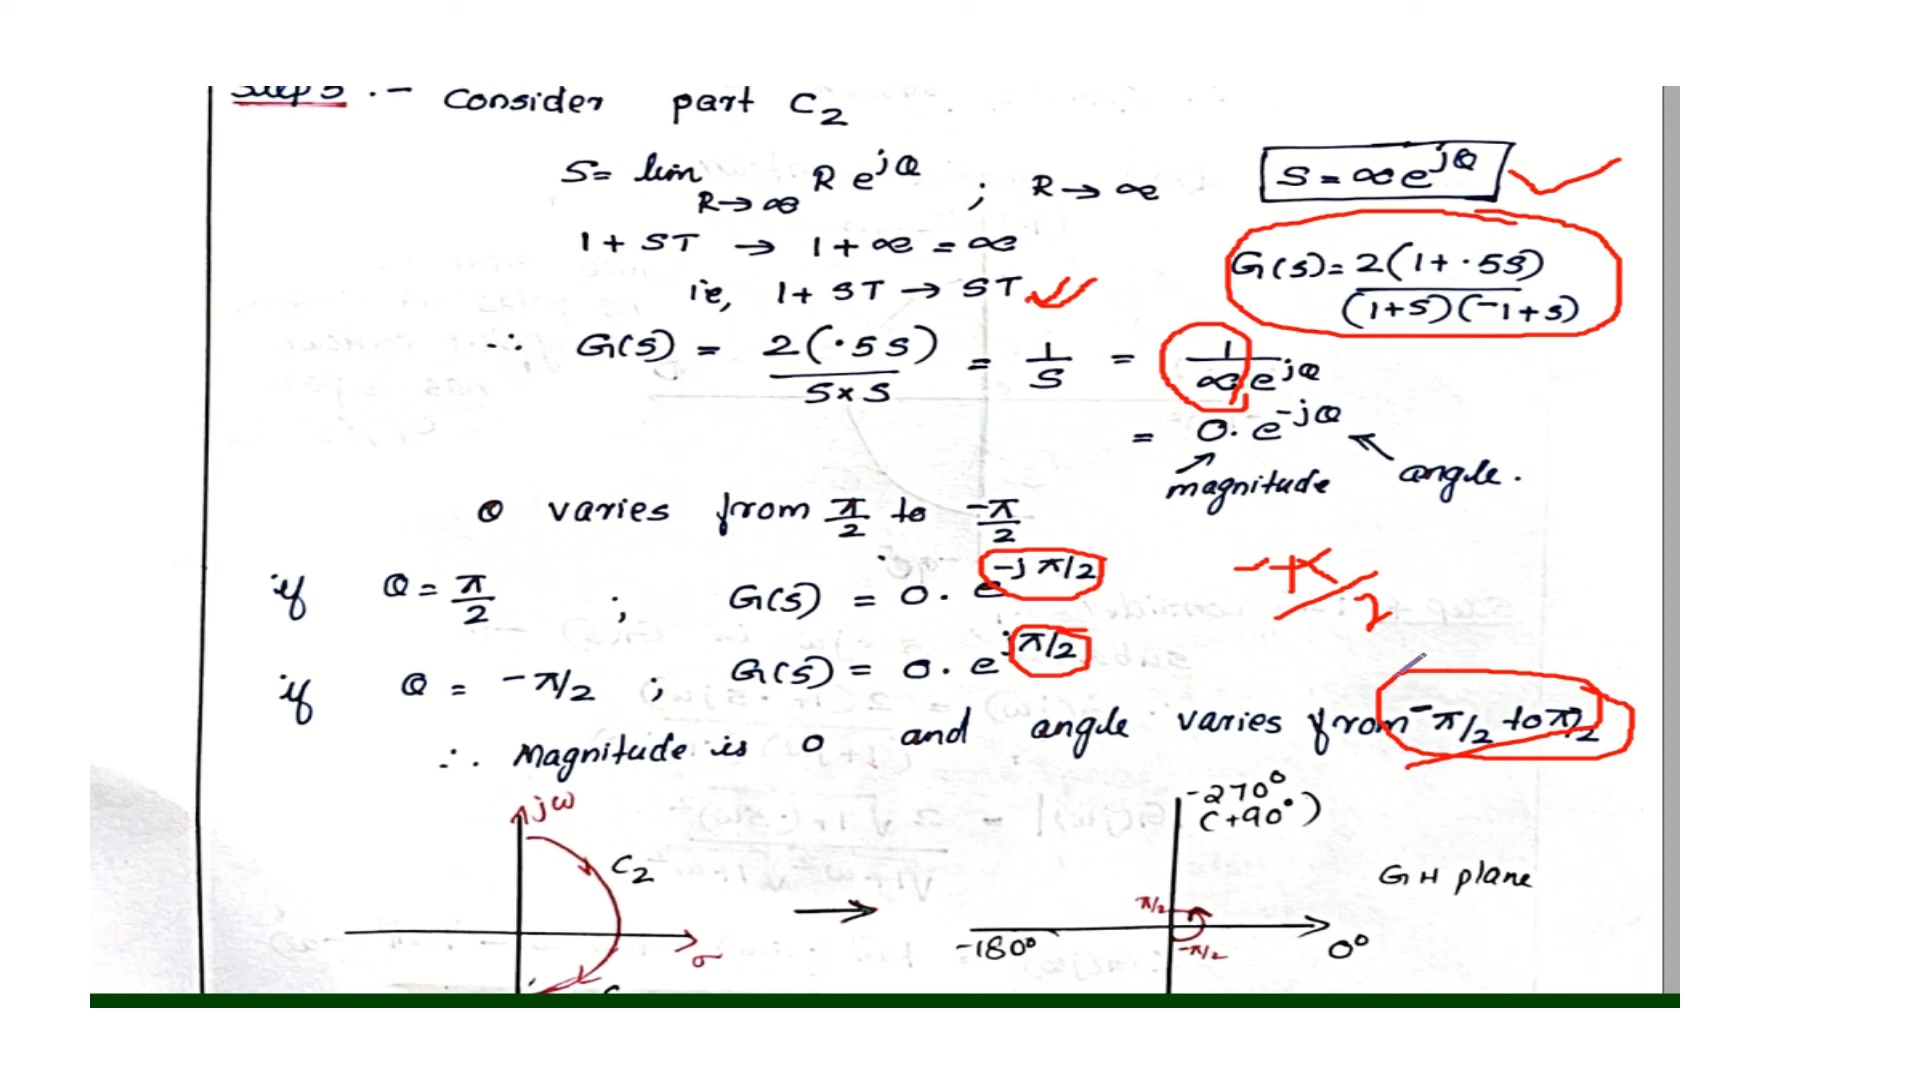 Step 5 :- Consider part C2
S = lim R→∞ R e^jθ ; R → ∞
S = ∞ e^jθ
1 + ST → 1 + ∞ = ∞
G(s) = 2(1+.5s) / (1+s)(-1+s)
ie, 1 + ST → ST
∴ G(s) = 2(.5s) / s×s = 1/s = 1/∞ e^jθ
= 0. e^-jθ
magnitude
angle.
θ varies from π/2 to -π/2
if θ = π/2 ; G(s) = 0. e^-jπ/2
-π/2
if θ = -π/2 ; G(s) = 0. e^jπ/2
∴ Magnitude is 0 and angle varies from -π/2 to π/2
jω
C2
σ
-270°
(+90°)
GH plane
π/2
-π/2
-180°
0°